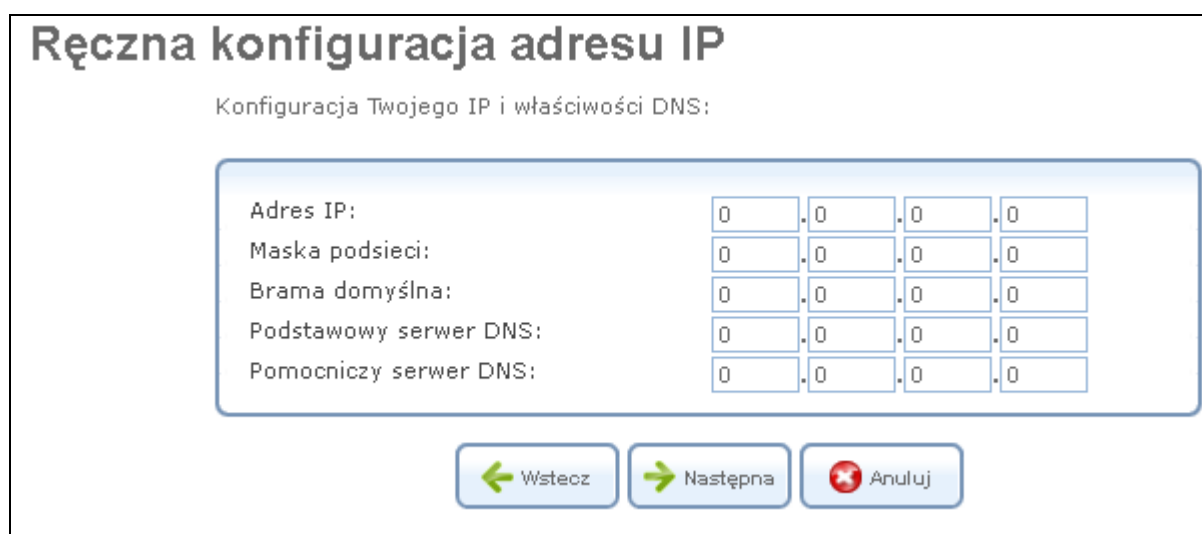 Ręczna konfiguracja adresu IP
Konfiguracja Twojego IP i właściwości DNS:
Adres IP: 0 . 0 . 0 . 0
Maska podsieci: 0 . 0 . 0 . 0
Brama domyślna: 0 . 0 . 0 . 0
Podstawowy serwer DNS: 0 . 0 . 0 . 0
Pomocniczy serwer DNS: 0 . 0 . 0 . 0
Wstecz Następna Anuluj